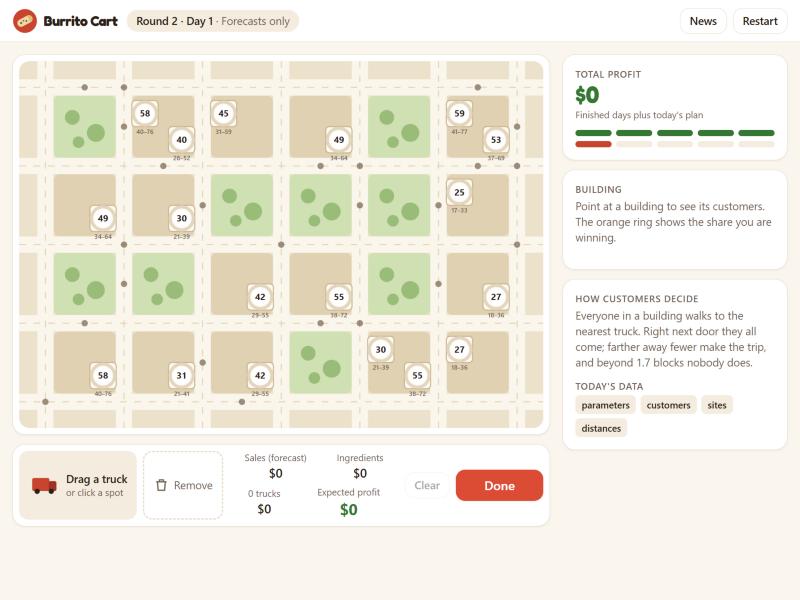 Burrito Cart
Round 2 · Day 1 · Forecasts only
News
Restart
58
40–76
40
28–52
45
31–59
49
34–64
59
41–77
53
37–69
49
34–64
30
21–39
25
17–33
42
29–55
55
38–72
27
18–36
58
40–76
31
21–41
42
29–55
30
21–39
55
38–72
27
18–36
TOTAL PROFIT
$0
Finished days plus today's plan
BUILDING
Point at a building to see its customers.
The orange ring shows the share you are
winning.
HOW CUSTOMERS DECIDE
Everyone in a building walks to the
nearest truck. Right next door they all
come; farther away fewer make the trip,
and beyond 1.7 blocks nobody does.
TODAY'S DATA
parameters
customers
sites
distances
Drag a truck
or click a spot
Remove
Sales (forecast)
$0
Ingredients
$0
0 trucks
$0
Expected profit
$0
Clear
Done